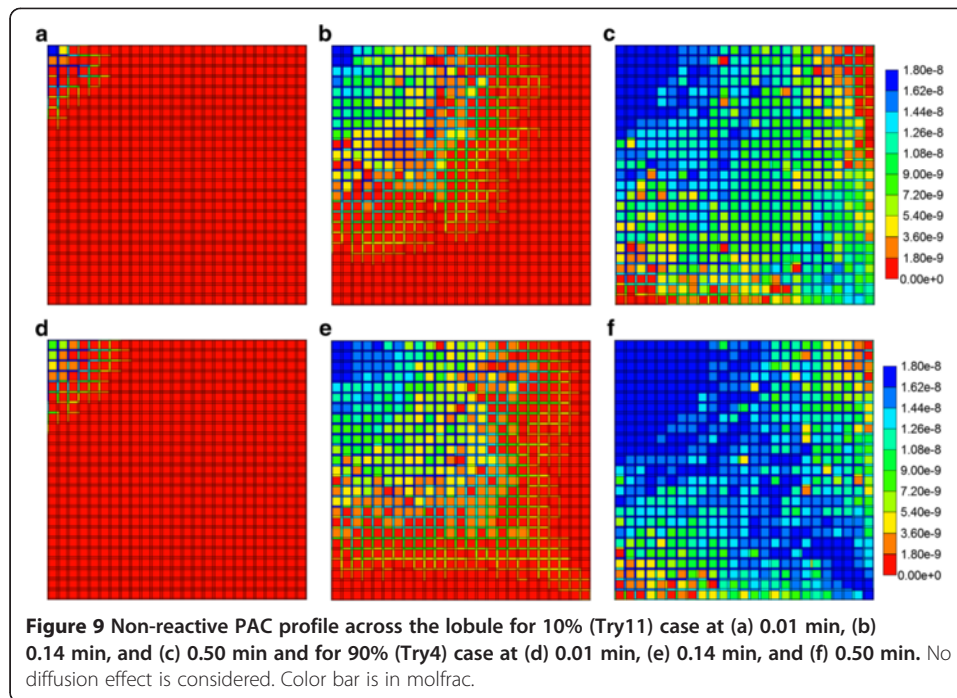 a
b
c
1.80e-8
1.62e-8
1.44e-8
1.26e-8
1.08e-8
9.00e-9
7.20e-9
5.40e-9
3.60e-9
1.80e-9
0.00e+0
d
e
f
1.80e-8
1.62e-8
1.44e-8
1.26e-8
1.08e-8
9.00e-9
7.20e-9
5.40e-9
3.60e-9
1.80e-9
0.00e+0
Figure 9 Non-reactive PAC profile across the lobule for 10% (Try11) case at (a) 0.01 min, (b)
0.14 min, and (c) 0.50 min and for 90% (Try4) case at (d) 0.01 min, (e) 0.14 min, and (f) 0.50 min. No
diffusion effect is considered. Color bar is in molfrac.